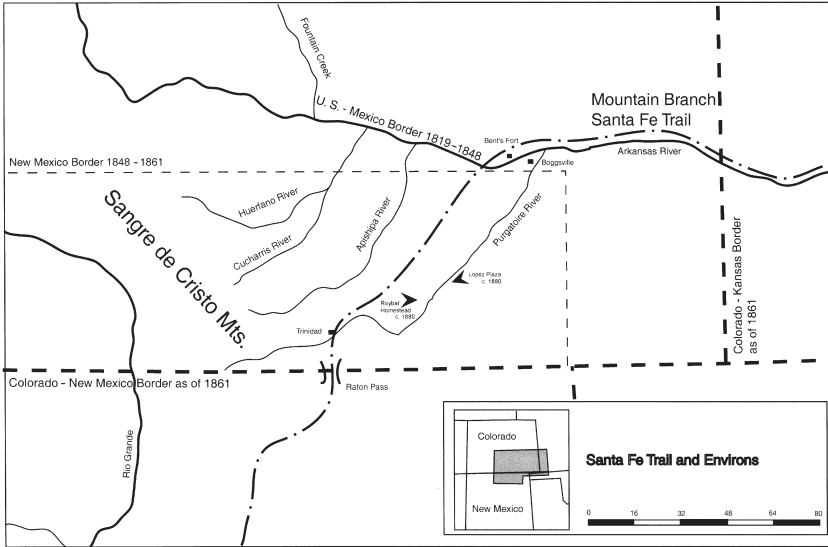 Fountain Creek
U. S. - Mexico Border 1819-1848
Mountain Branch
Santa Fe Trail
Bent's Fort
Boggsville
Arkansas River
New Mexico Border 1848 - 1861
Sangre de Cristo Mts.
Huerfano River
Cucharris River
Apishipa River
Purgatoire River
Lopez Plaza
c. 1880
Roybal
Homestead
c. 1880
Trinidad
Colorado - Kansas Border
as of 1861
Colorado - New Mexico Border as of 1861
Raton Pass
Rio Grande
Colorado
New Mexico
Santa Fe Trail and Environs
0 16 32 48 64 80